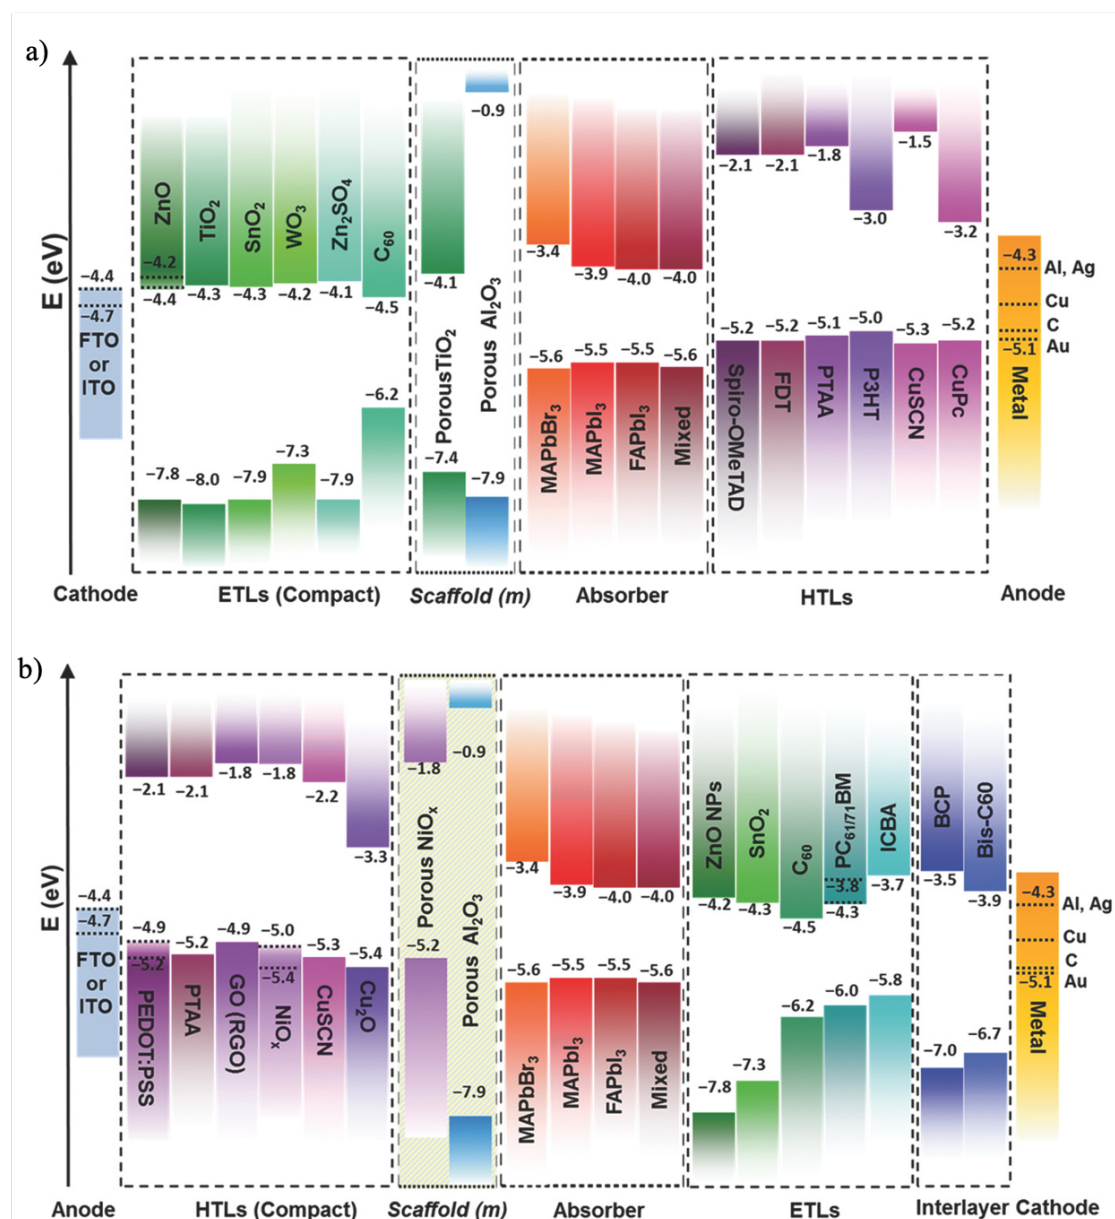 a)
E (eV)
−4.4
−4.7
FTO
or
ITO
Cathode
ZnO
−4.2
−4.4
−7.8
TiO2
−4.3
−8.0
SnO2
−4.3
−7.9
WO3
−4.2
−7.3
Zn2SO4
−4.1
−7.9
C60
−4.5
−6.2
ETLs (Compact)
−4.1
PorousTiO2
−7.4
−0.9
Porous Al2O3
−7.9
Scaffold (m)
−3.4
−5.6
MAPbBr3
−3.9
−5.5
MAPbI3
−4.0
−5.5
FAPbI3
−4.0
−5.6
Mixed
Absorber
−2.1
−5.2
Spiro-OMeTAD
−2.1
−5.2
FDT
−1.8
−5.1
PTAA
−3.0
−5.0
P3HT
−1.5
−5.3
CuSCN
−3.2
−5.2
CuPc
HTLs
−4.3
Al, Ag
Cu
C
Au
−5.1
Metal
Anode
b)
E (eV)
−4.4
−4.7
FTO
or
ITO
Anode
−2.1
−4.9
−5.2
PEDOT:PSS
−2.1
−5.2
PTAA
−1.8
−4.9
GO (RGO)
−1.8
−5.0
−5.4
NiOx
−2.2
−5.3
CuSCN
−3.3
−5.4
Cu2O
HTLs (Compact)
−1.8
Porous NiOx
−5.2
−0.9
Porous Al2O3
−7.9
Scaffold (m)
−3.4
−5.6
MAPbBr3
−3.9
−5.5
MAPbI3
−4.0
−5.5
FAPbI3
−4.0
−5.6
Mixed
Absorber
ZnO NPs
−4.2
−7.8
SnO2
−4.3
−7.3
C60
−4.5
−6.2
PC61/71BM
−3.8
−4.3
−6.0
ICBA
−3.7
−5.8
ETLs
BCP
−3.5
−7.0
Bis-C60
−3.9
−6.7
Interlayer
−4.3
Al, Ag
Cu
C
Au
−5.1
Metal
Cathode